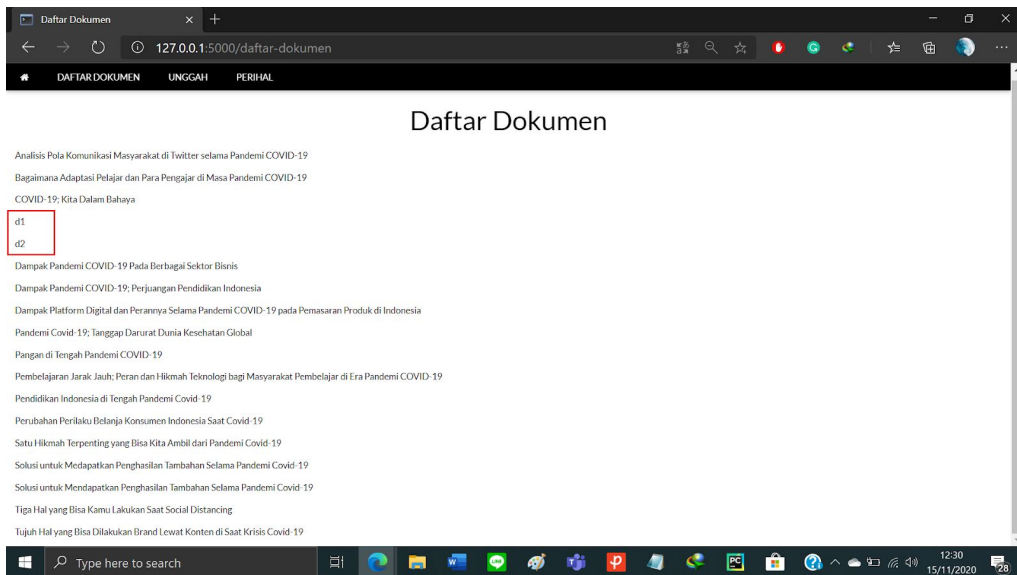 Daftar Dokumen
127.0.0.1:5000/daftar-dokumen
DAFTAR DOKUMEN UNGGAH PERIHAL
Daftar Dokumen
Analisis Pola Komunikasi Masyarakat di Twitter selama Pandemi COVID-19
Bagaimana Adaptasi Pelajar dan Para Pengajar di Masa Pandemi COVID-19
COVID-19; Kita Dalam Bahaya
d1
d2
Dampak Pandemi COVID-19 Pada Berbagai Sektor Bisnis
Dampak Pandemi COVID-19; Perjuangan Pendidikan Indonesia
Dampak Platform Digital dan Perannya Selama Pandemi COVID-19 pada Pemasaran Produk di Indonesia
Pandemi Covid-19; Tanggap Darurat Dunia Kesehatan Global
Pangan di Tengah Pandemi COVID-19
Pembelajaran Jarak Jauh; Peran dan Hikmah Teknologi bagi Masyarakat Pembelajar di Era Pandemi COVID-19
Pendidikan Indonesia di Tengah Pandemi Covid-19
Perubahan Perilaku Belanja Konsumen Indonesia Saat Covid-19
Satu Hikmah Terpenting yang Bisa Kita Ambil dari Pandemi Covid-19
Solusi untuk Medapatkan Penghasilan Tambahan Selama Pandemi Covid-19
Solusi untuk Mendapatkan Penghasilan Tambahan Selama Pandemi Covid-19
Tiga Hal yang Bisa Kamu Lakukan Saat Social Distancing
Tujuh Hal yang Bisa Dilakukan Brand Lewat Konten di Saat Krisis Covid-19
Type here to search
12:30
15/11/2020
28